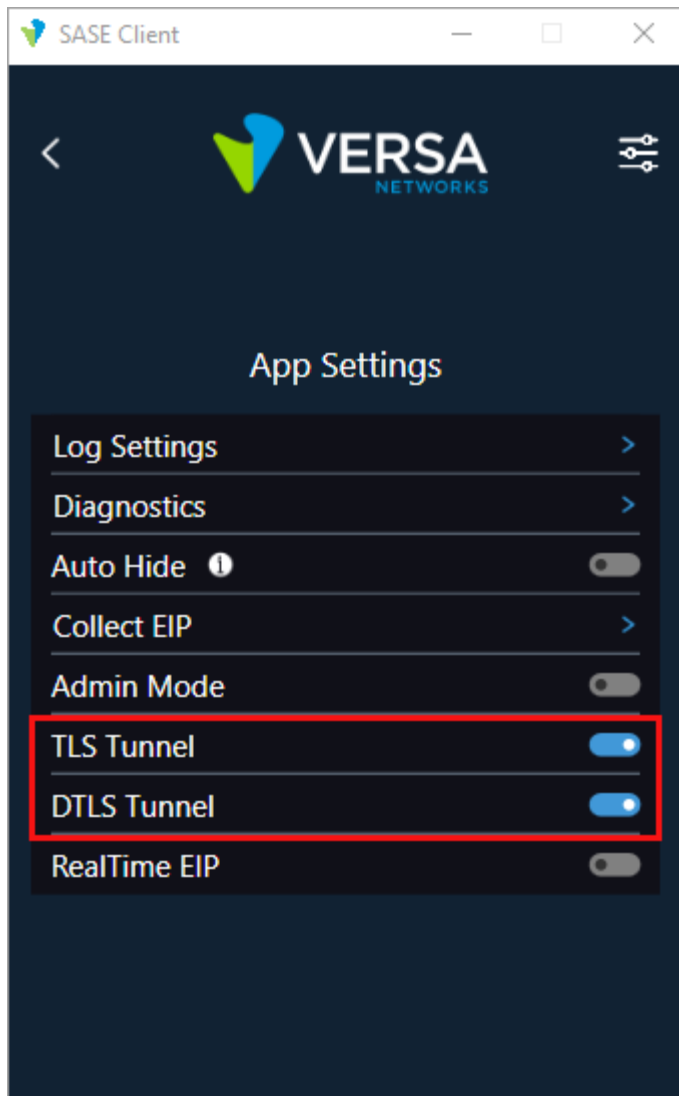 SASE Client
VERSA
NETWORKS
App Settings
Log Settings
Diagnostics
Auto Hide
Collect EIP
Admin Mode
TLS Tunnel
DTLS Tunnel
RealTime EIP